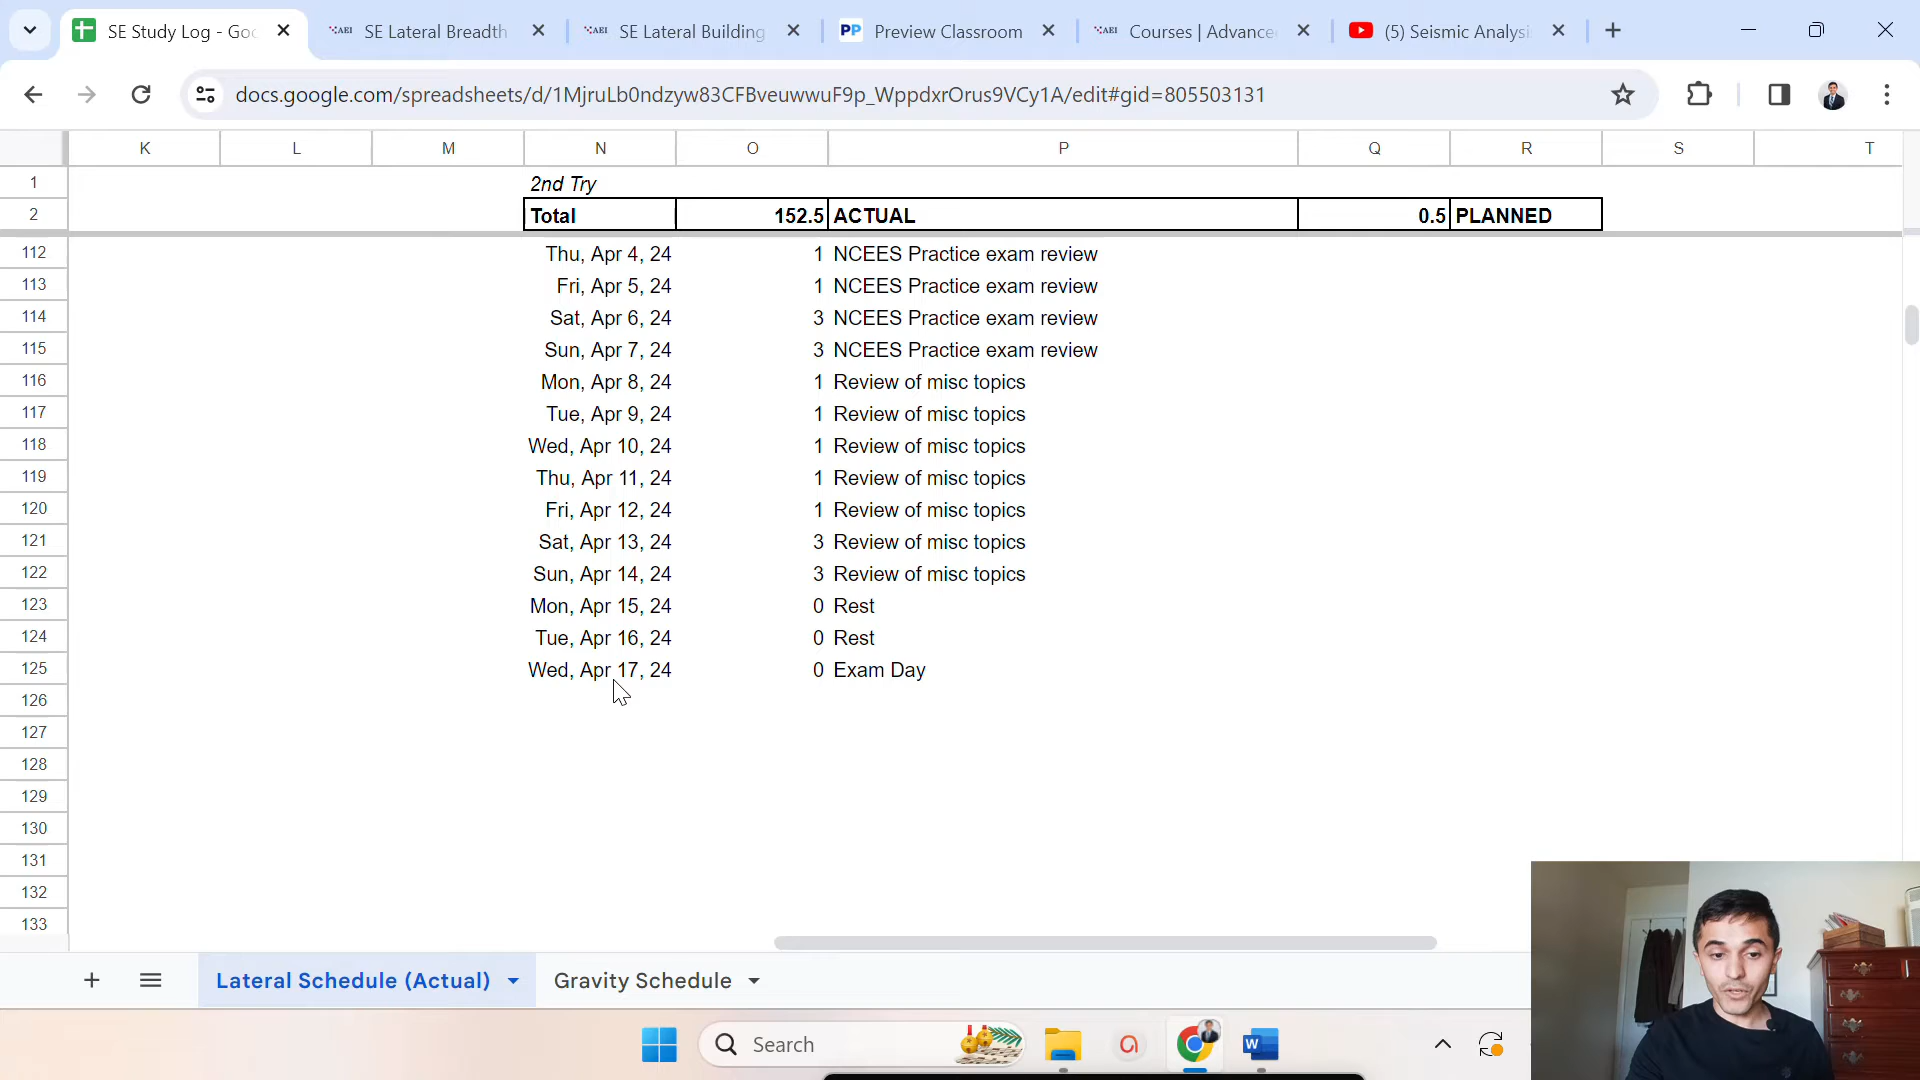 SE Study Log - Goo
AEI SE Lateral Breadth
AEI SE Lateral Building
PP Preview Classroom
AEI Courses | Advance
(5) Seismic Analysi
docs.google.com/spreadsheets/d/1MjruLb0ndzyw83CFBveuwwuF9p_WppdxrOrus9VCy1A/edit#gid=805503131
K L M N O P Q R S T
1 2nd Try
2 Total 152.5 ACTUAL 0.5 PLANNED
112 Thu, Apr 4, 24 1 NCEES Practice exam review
113 Fri, Apr 5, 24 1 NCEES Practice exam review
114 Sat, Apr 6, 24 3 NCEES Practice exam review
115 Sun, Apr 7, 24 3 NCEES Practice exam review
116 Mon, Apr 8, 24 1 Review of misc topics
117 Tue, Apr 9, 24 1 Review of misc topics
118 Wed, Apr 10, 24 1 Review of misc topics
119 Thu, Apr 11, 24 1 Review of misc topics
120 Fri, Apr 12, 24 1 Review of misc topics
121 Sat, Apr 13, 24 3 Review of misc topics
122 Sun, Apr 14, 24 3 Review of misc topics
123 Mon, Apr 15, 24 0 Rest
124 Tue, Apr 16, 24 0 Rest
125 Wed, Apr 17, 24 0 Exam Day
126
127
128
129
130
131
132
133
Lateral Schedule (Actual) Gravity Schedule
Search
W